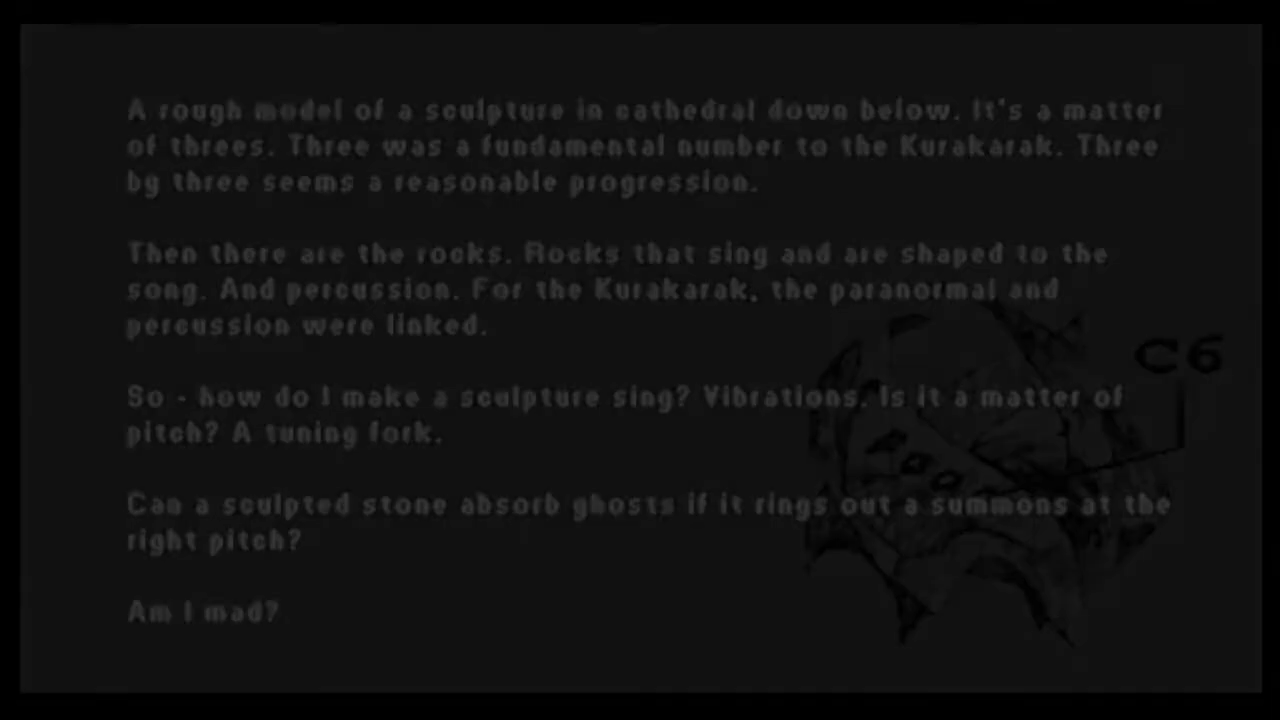 A rough model of a sculpture in cathedral down below. It's a matter
of threes. Three was a fundamental number to the Kurakarak. Three
by three seems a reasonable progression.
Then there are the rocks. Rocks that sing and are shaped to the
song. And percussion. For the Kurakarak, the paranormal and
percussion were linked.
C6
So - how do I make a sculpture sing? Vibrations. Is it a matter of
pitch? A tuning fork.
Can a sculpted stone absorb ghosts if it rings out a summons at the
right pitch?
Am I mad?